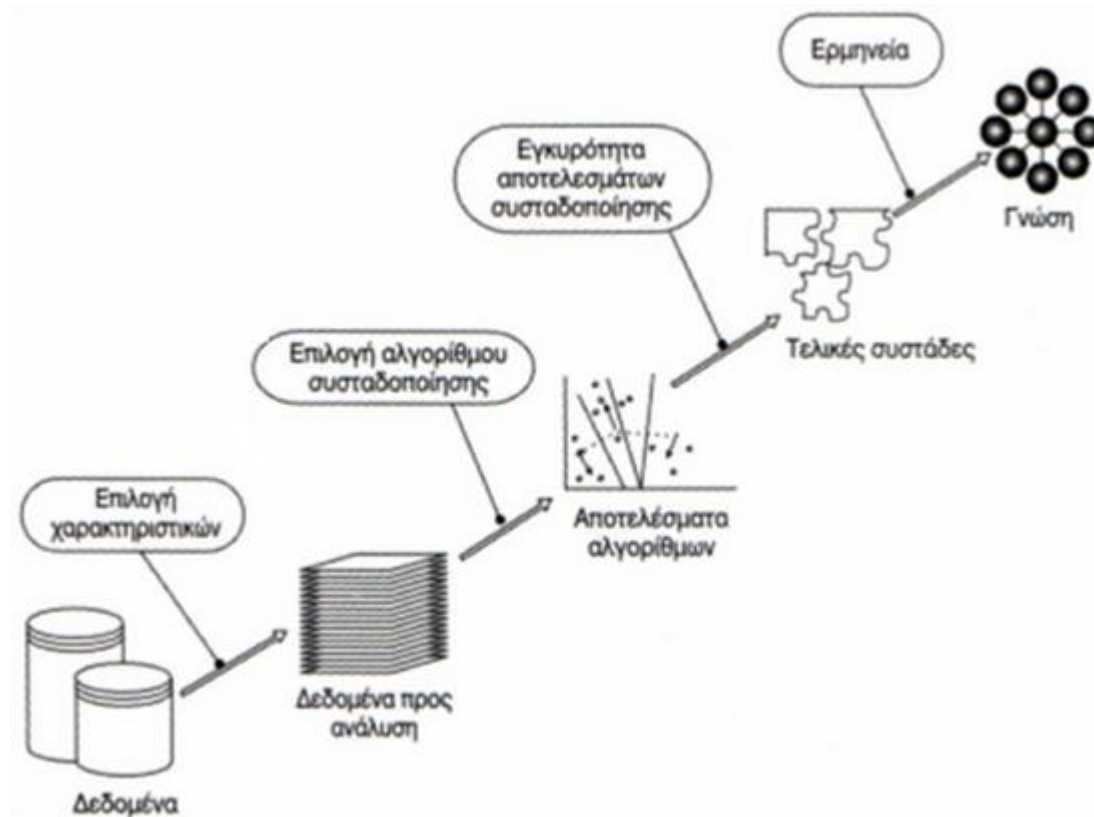 Ερμηνεία
Εγκυρότητα
αποτελεσμάτων
συσταδοποίησης
Γνώση
Τελικές συστάδες
Επιλογή αλγορίθμου
συσταδοποίησης
Αποτελέσματα
αλγορίθμων
Επιλογή
χαρακτηριστικών
Δεδομένα προς
ανάλυση
Δεδομένα